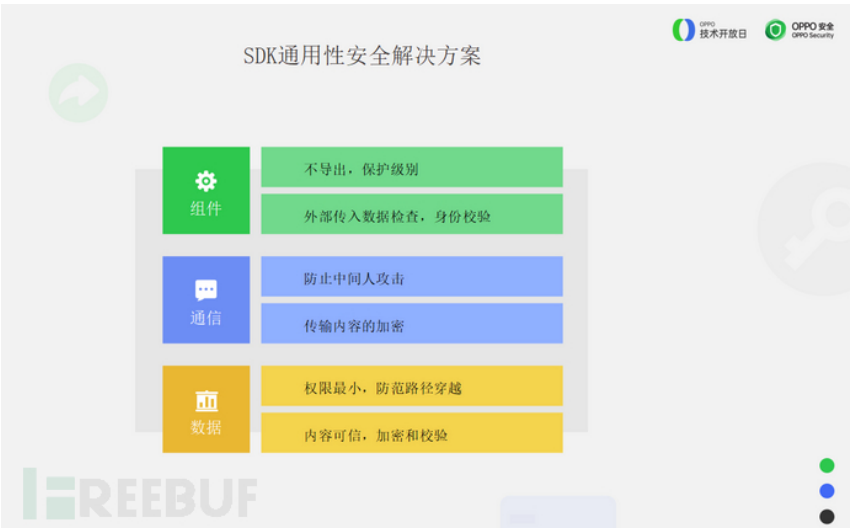 OPPO
技术开放日
OPPO 安全
OPPO Security
SDK通用性安全解决方案
组件
不导出，保护级别
外部传入数据检查，身份校验
通信
防止中间人攻击
传输内容的加密
数据
权限最小，防范路径穿越
内容可信，加密和校验
FREEBUF